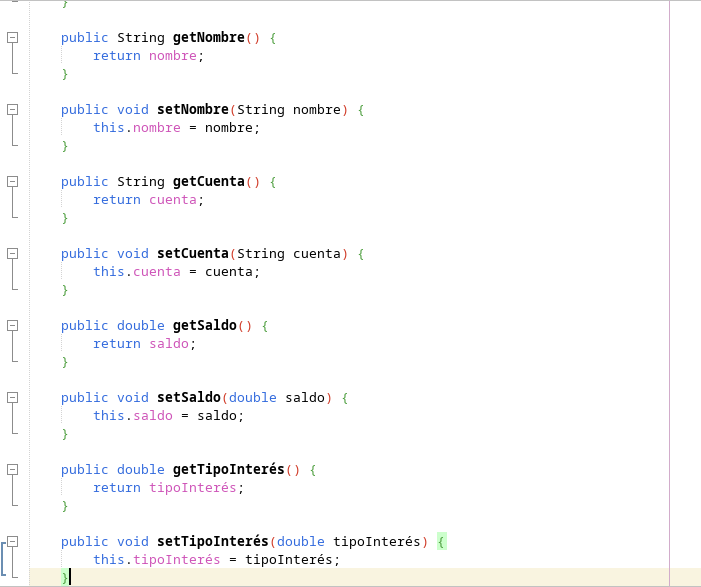 }
public String getNombre() {
return nombre;
}
public void setNombre(String nombre) {
this.nombre = nombre;
}
public String getCuenta() {
return cuenta;
}
public void setCuenta(String cuenta) {
this.cuenta = cuenta;
}
public double getSaldo() {
return saldo;
}
public void setSaldo(double saldo) {
this.saldo = saldo;
}
public double getTipoInterés() {
return tipoInterés;
}
public void setTipoInterés(double tipoInterés) {
this.tipoInterés = tipoInterés;
}